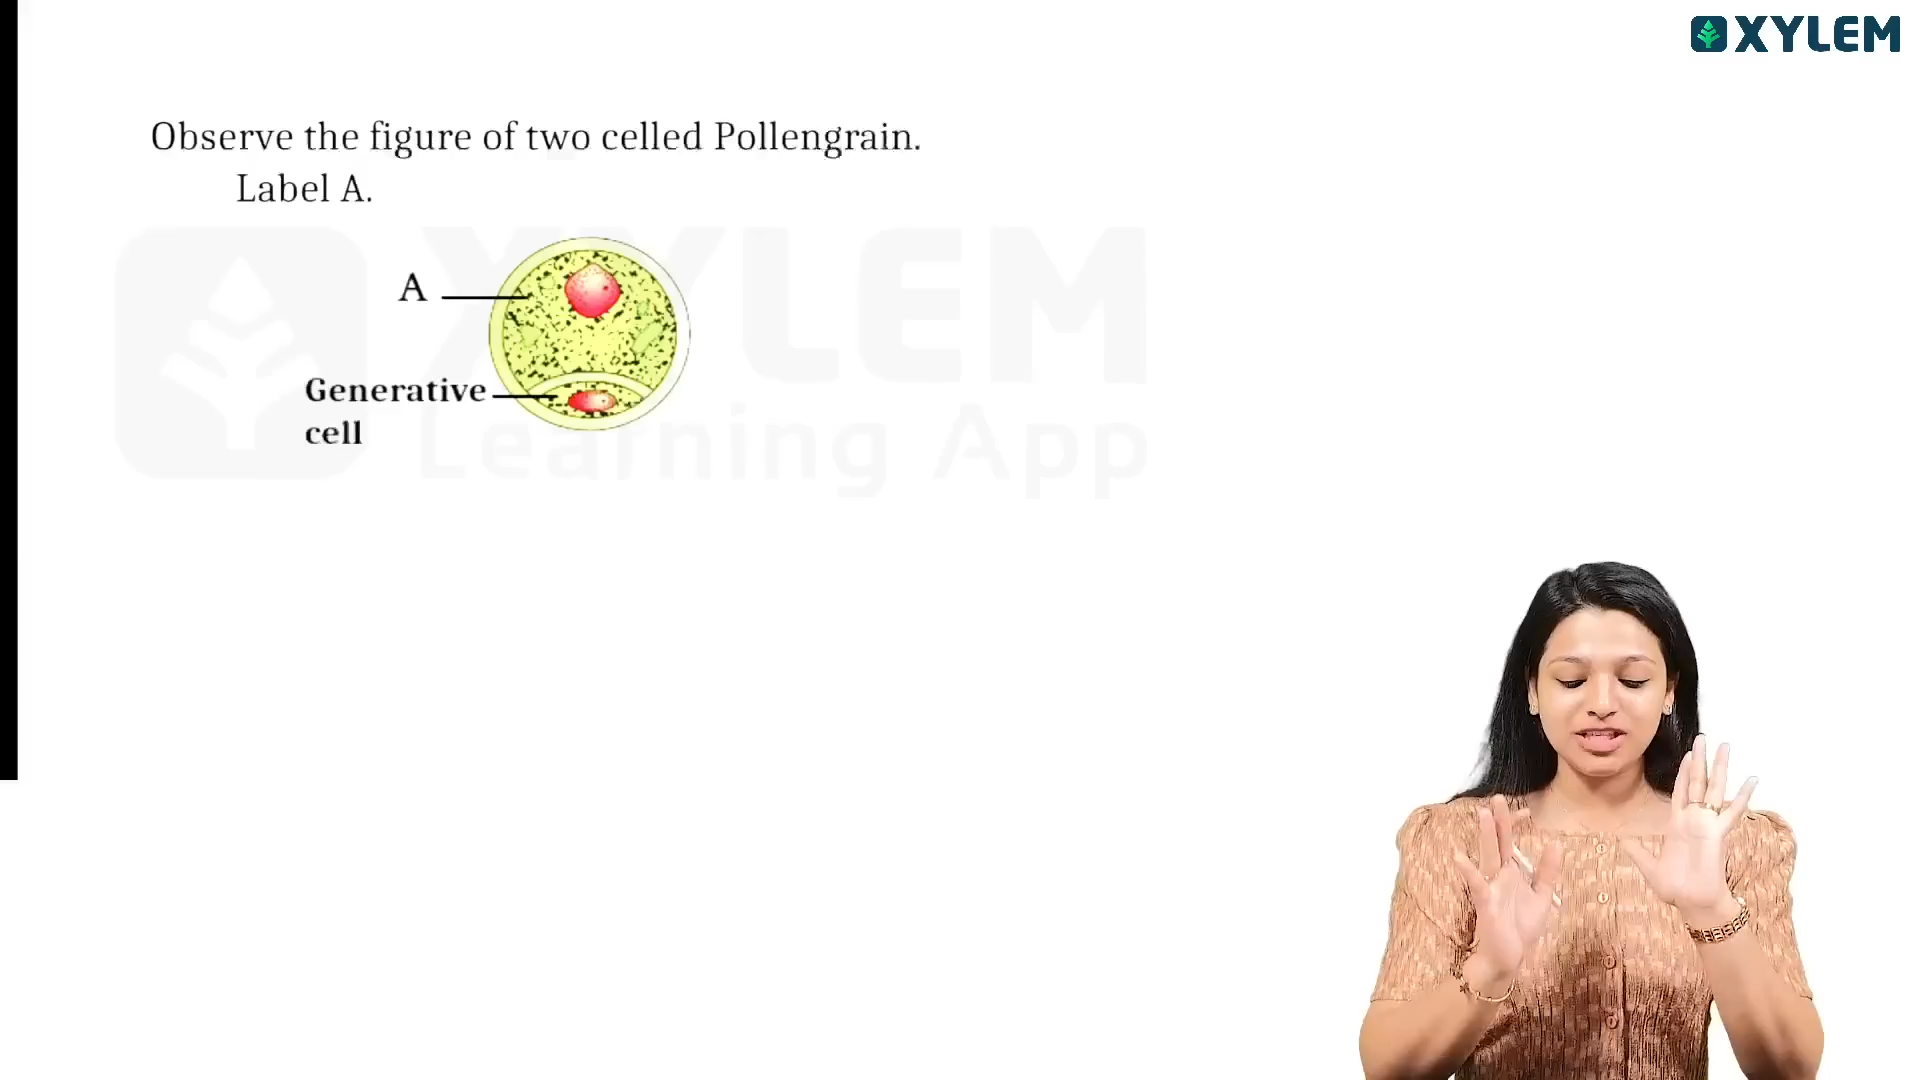 XYLEM
Observe the figure of two celled Pollengrain.
Label A.
XYLEM
A
Generative
cell
Learning App